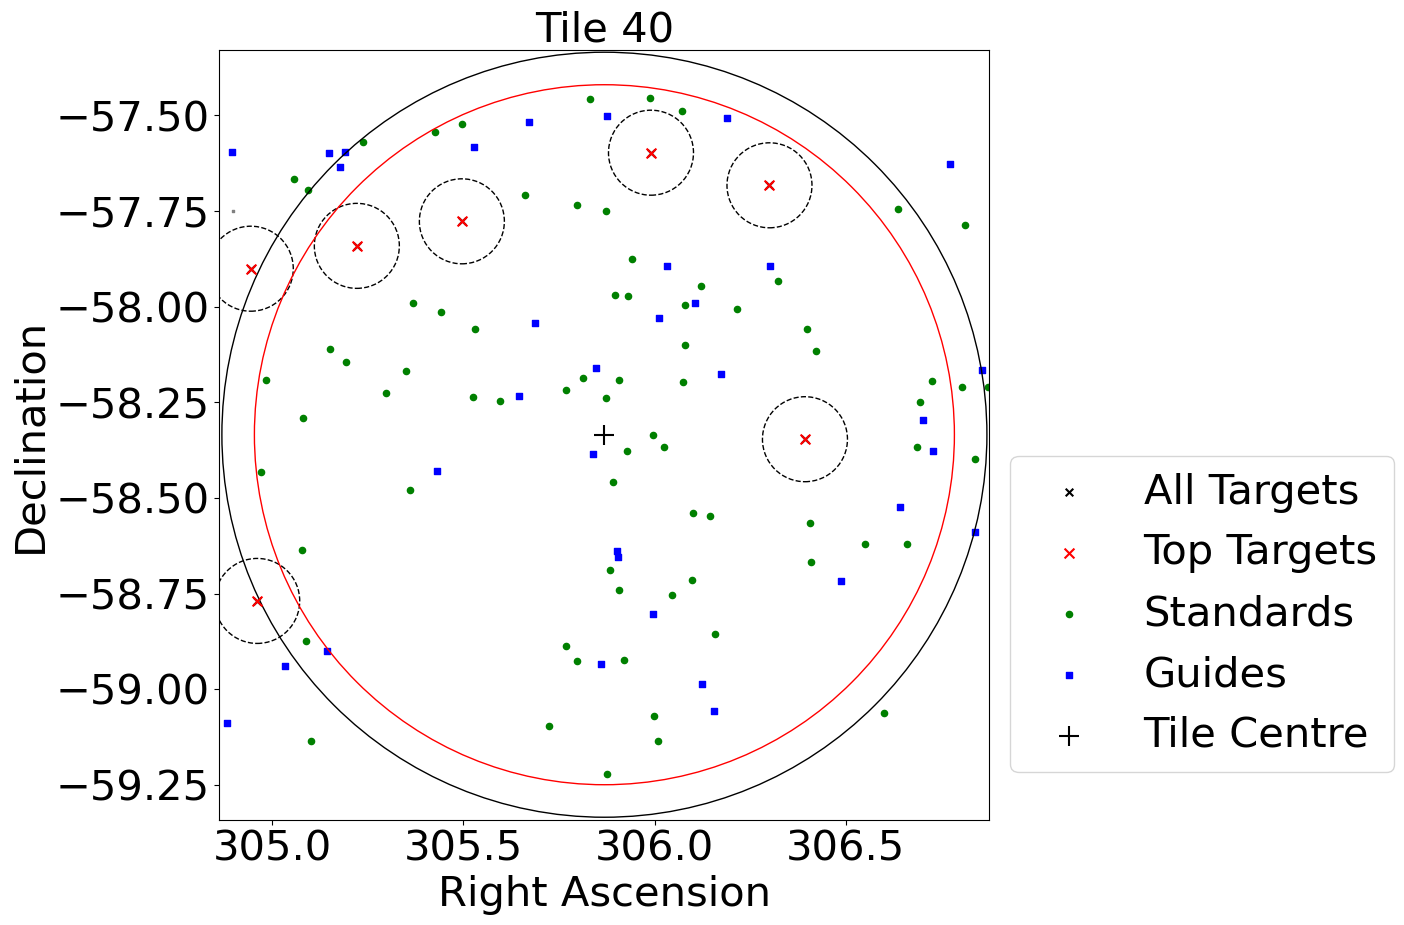 Tile 40
−57.50
−57.75
−58.00
−58.25
−58.50
−58.75
−59.00
−59.25
Declination
305.0 305.5 306.0 306.5
Right Ascension
All Targets
Top Targets
Standards
Guides
Tile Centre